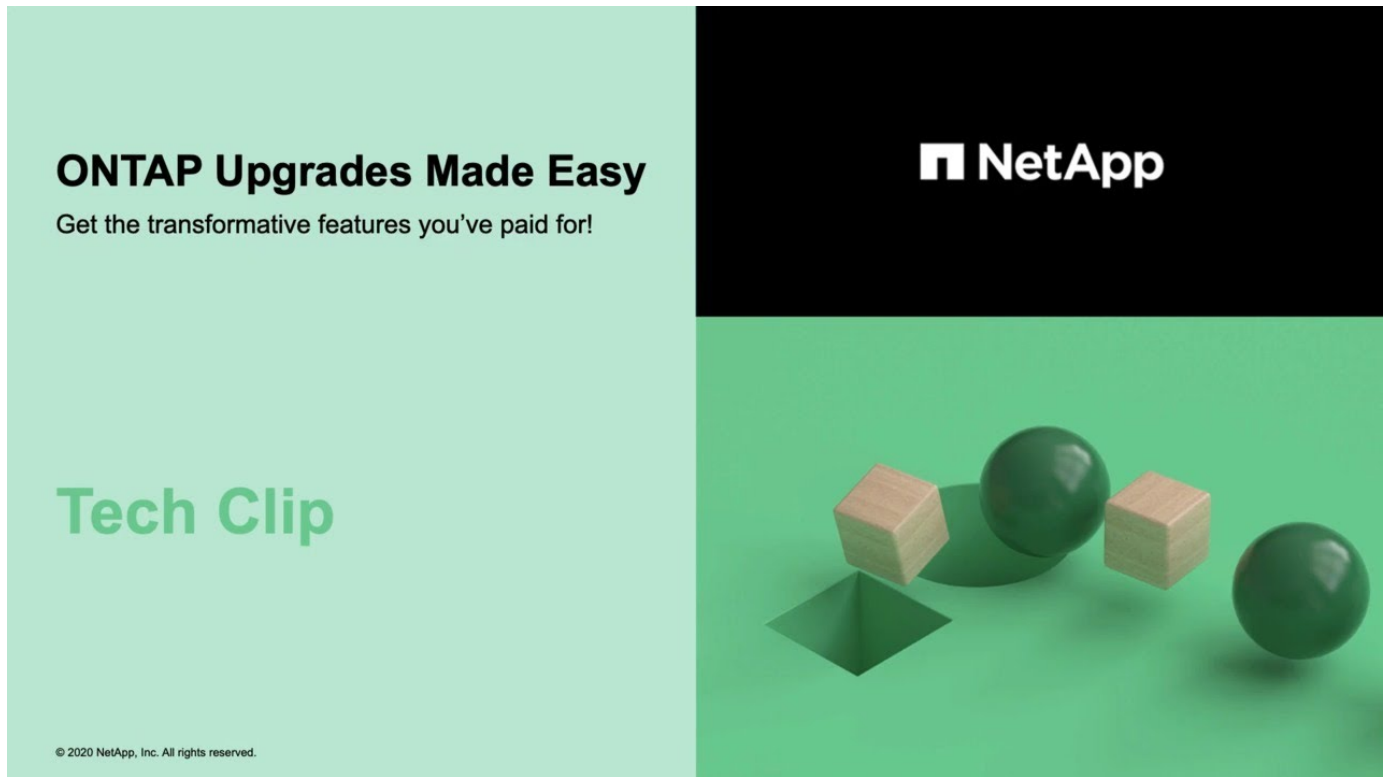 ONTAP Upgrades Made Easy
Get the transformative features you've paid for!
NetApp
Tech Clip
© 2020 NetApp, Inc. All rights reserved.